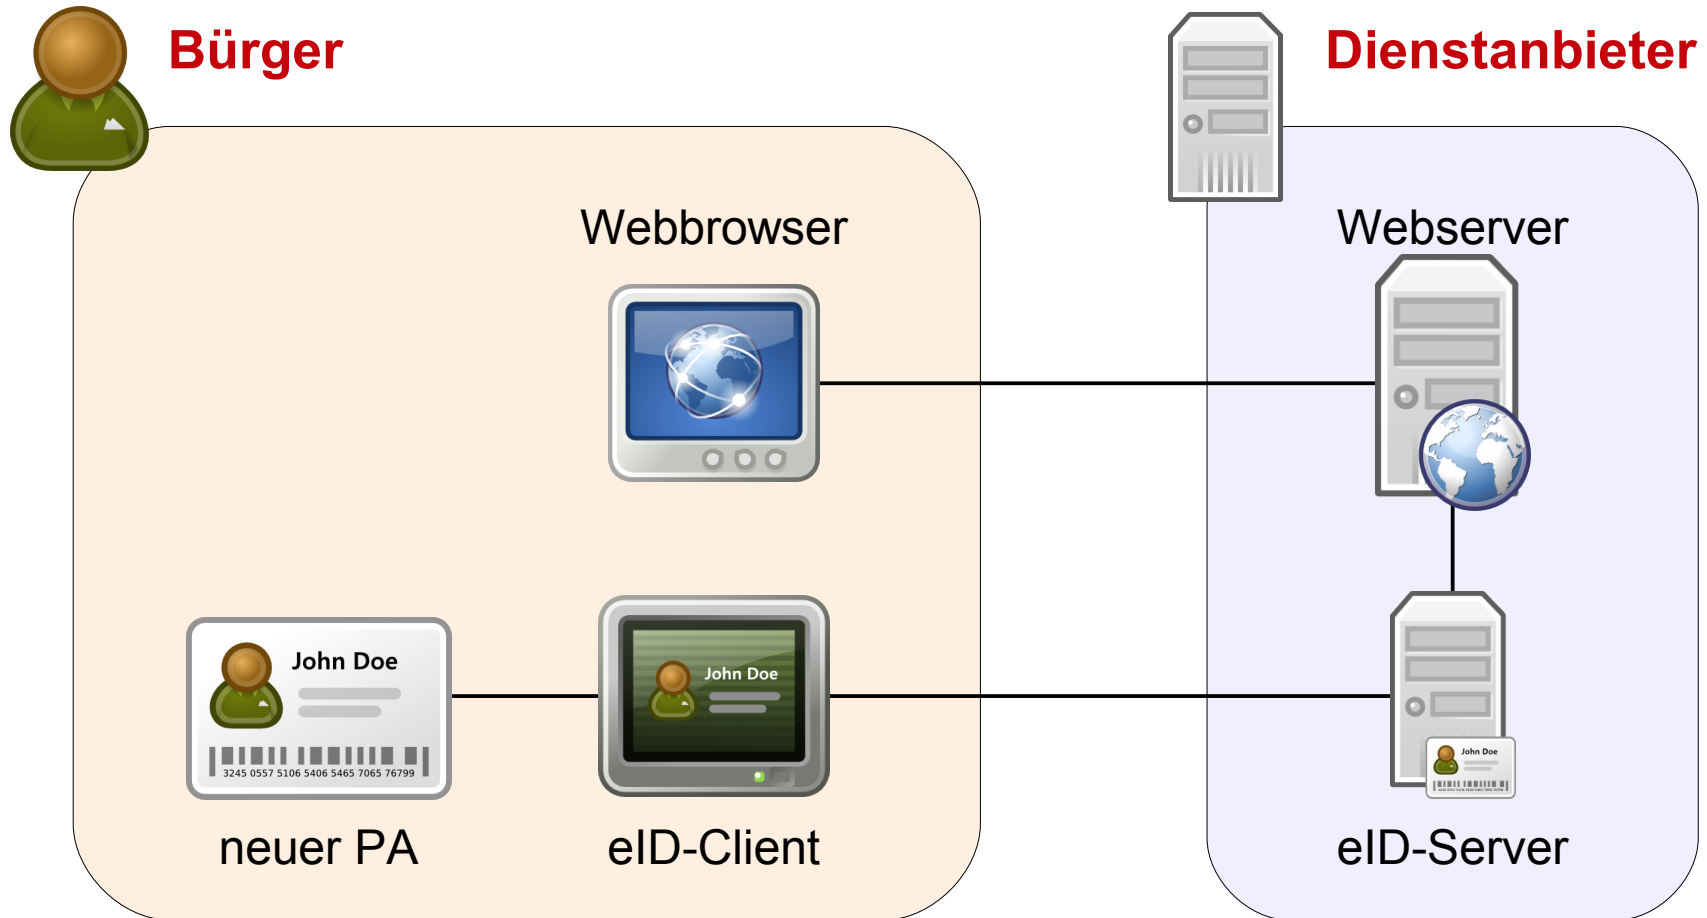 Bürger
Dienstanbieter
Webbrowser
Webserver
John Doe
3245 0557 5106 5406 5465 7065 76799
John Doe
John Doe
neuer PA
eID-Client
eID-Server